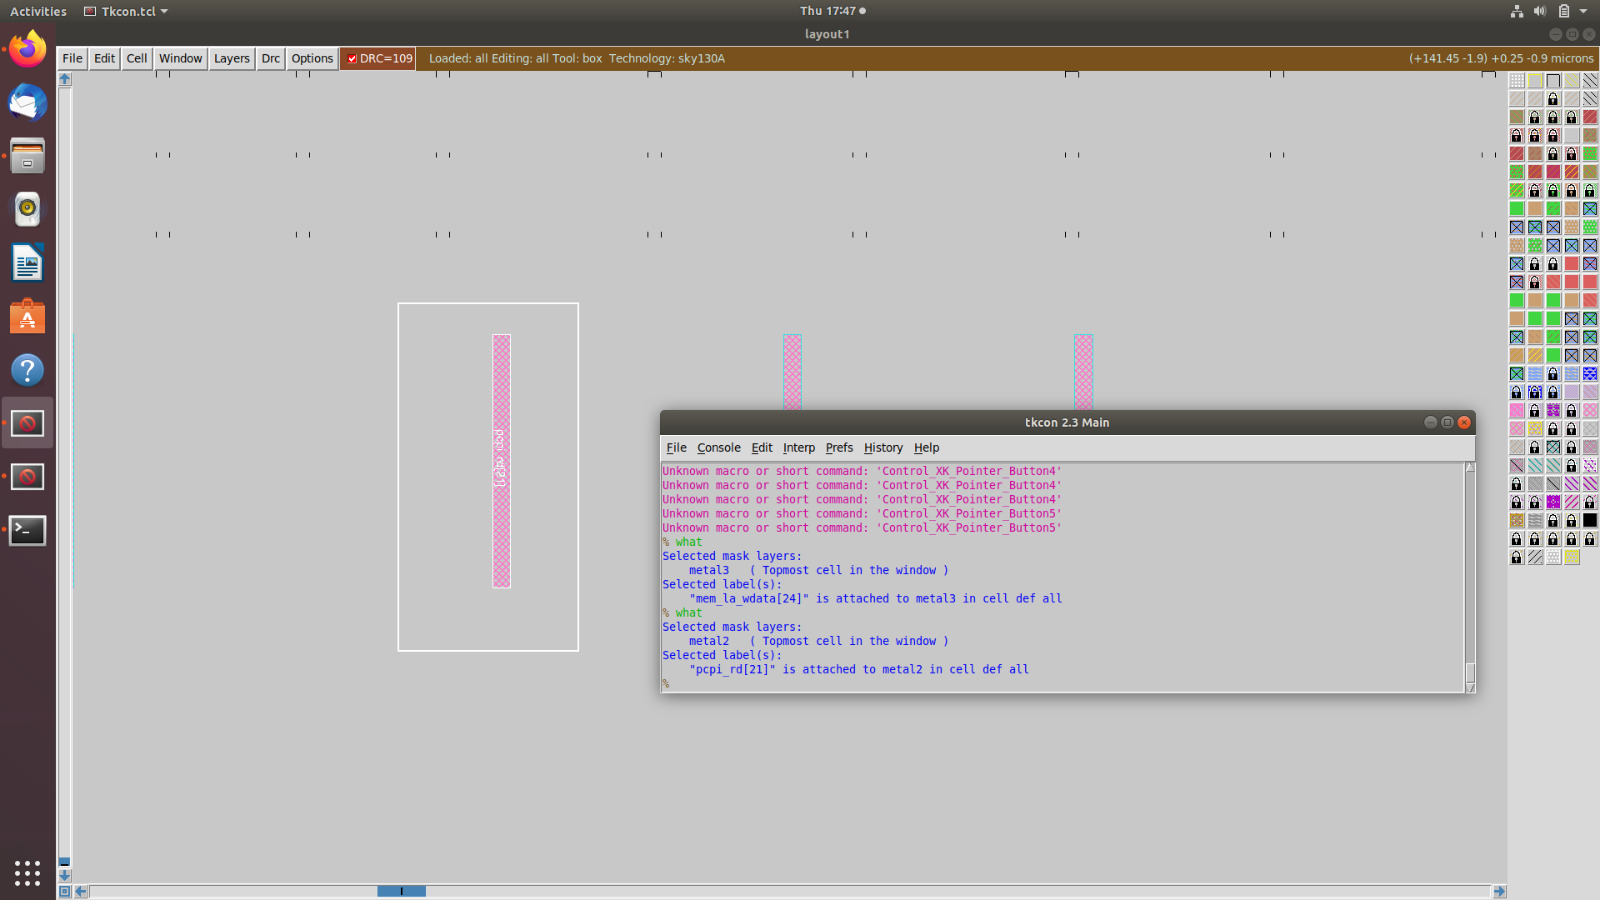 Activities Tkcon.tcl Thu 17:47
layout1
File Edit Cell Window Layers Drc Options DRC=109 Loaded: all Editing: all Tool: box Technology: sky130A (+141.45 -1.9) +0.25 -0.9 microns
pcpi_rd[21]
tkcon 2.3 Main
File Console Edit Interp Prefs History Help
Unknown macro or short command: 'Control_XK_Pointer_Button4'
Unknown macro or short command: 'Control_XK_Pointer_Button4'
Unknown macro or short command: 'Control_XK_Pointer_Button4'
Unknown macro or short command: 'Control_XK_Pointer_Button5'
Unknown macro or short command: 'Control_XK_Pointer_Button5'
% what
Selected mask layers:
metal3 ( Topmost cell in the window )
Selected label(s):
"mem_la_wdata[24]" is attached to metal3 in cell def all
% what
Selected mask layers:
metal2 ( Topmost cell in the window )
Selected label(s):
"pcpi_rd[21]" is attached to metal2 in cell def all
%